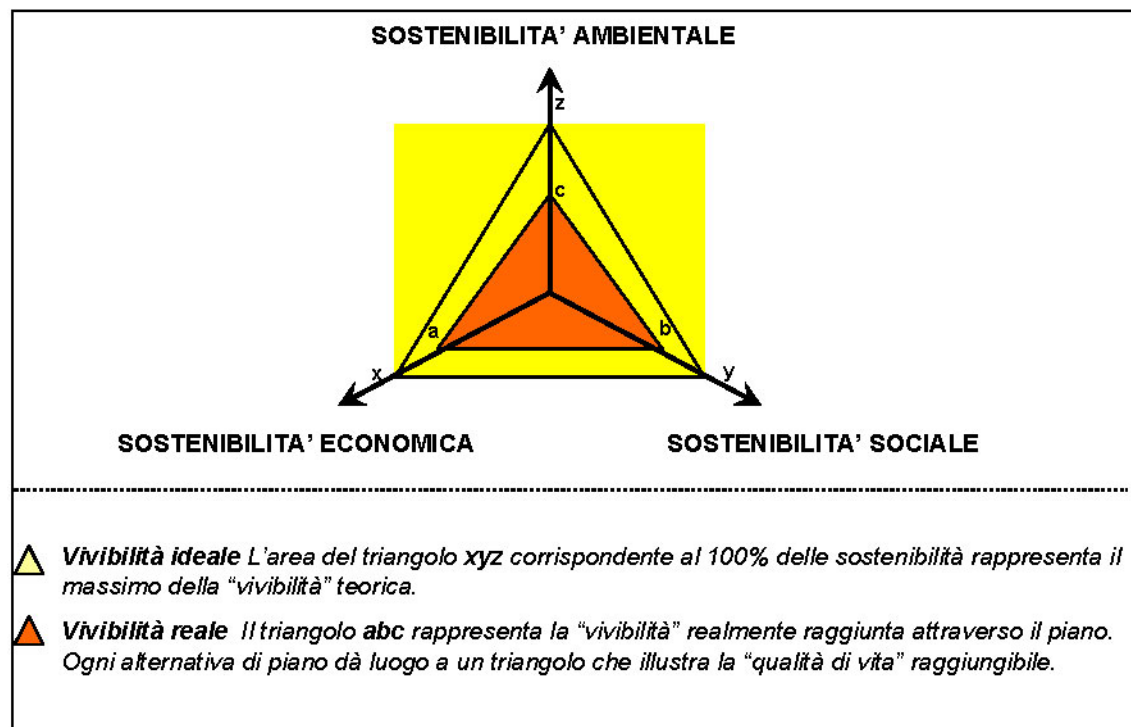 SOSTENIBILITA' AMBIENTALE
z
c
a
b
x
y
SOSTENIBILITA' ECONOMICA
SOSTENIBILITA' SOCIALE
Vivibilità ideale L'area del triangolo xyz corrispondente al 100% delle sostenibilità rappresenta il
massimo della “vivibilità” teorica.
Vivibilità reale Il triangolo abc rappresenta la “vivibilità” realmente raggiunta attraverso il piano.
Ogni alternativa di piano dà luogo a un triangolo che illustra la “qualità di vita” raggiungibile.